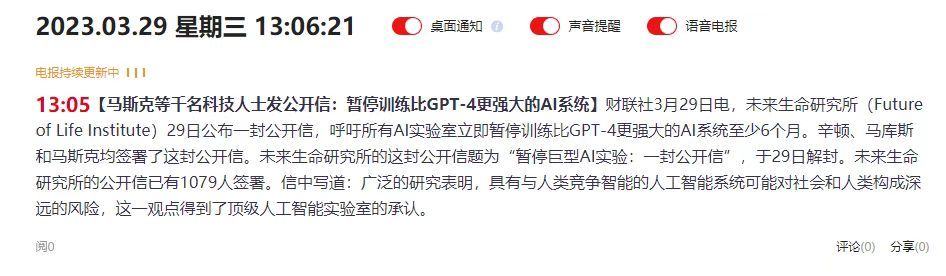 2023.03.29 星期三 13:06:21 桌面通知 声音提醒 语音电报
电报持续更新中
13:05【马斯克等千名科技人士发公开信：暂停训练比GPT-4更强大的AI系统】财联社3月29日电，未来生命研究所（Future
of Life Institute）29日公布一封公开信，呼吁所有AI实验室立即暂停训练比GPT-4更强大的AI系统至少6个月。辛顿、马库斯
和马斯克均签署了这封公开信。未来生命研究所的这封公开信题为“暂停巨型AI实验：一封公开信”，于29日解封。未来生命
研究所的公开信已有1079人签署。信中写道：广泛的研究表明，具有与人类竞争智能的人工智能系统可能对社会和人类构成深
远的风险，这一观点得到了顶级人工智能实验室的承认。
阅0 评论(0) 分享(0)